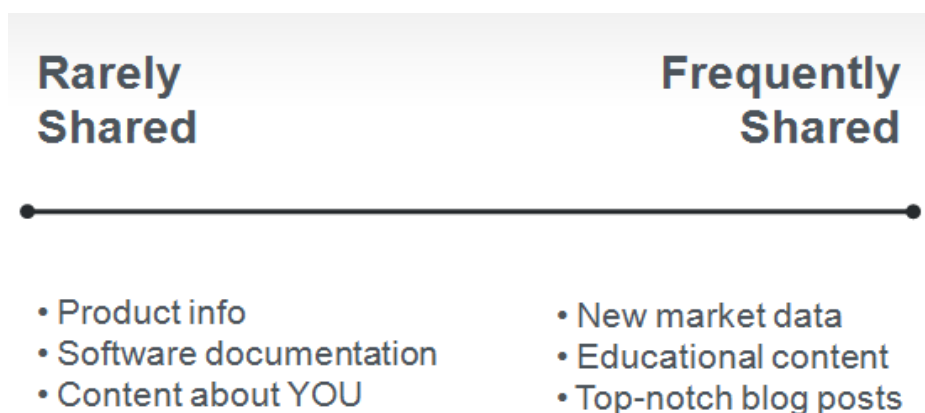 Rarely
Shared
Frequently
Shared
• Product info
• Software documentation
• Content about YOU
• New market data
• Educational content
• Top-notch blog posts